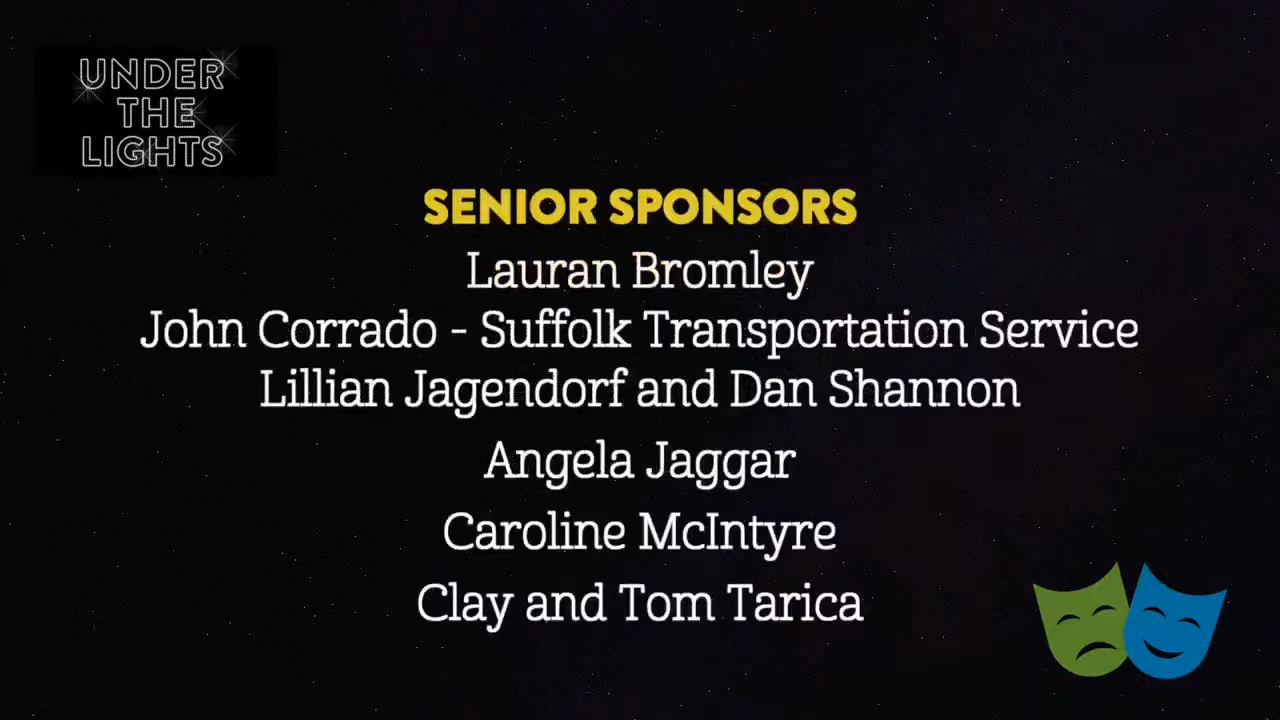 UNDER
THE
LIGHTS
SENIOR SPONSORS
Lauran Bromley
John Corrado - Suffolk Transportation Service
Lillian Jagendorf and Dan Shannon
Angela Jaggar
Caroline McIntyre
Clay and Tom Tarica